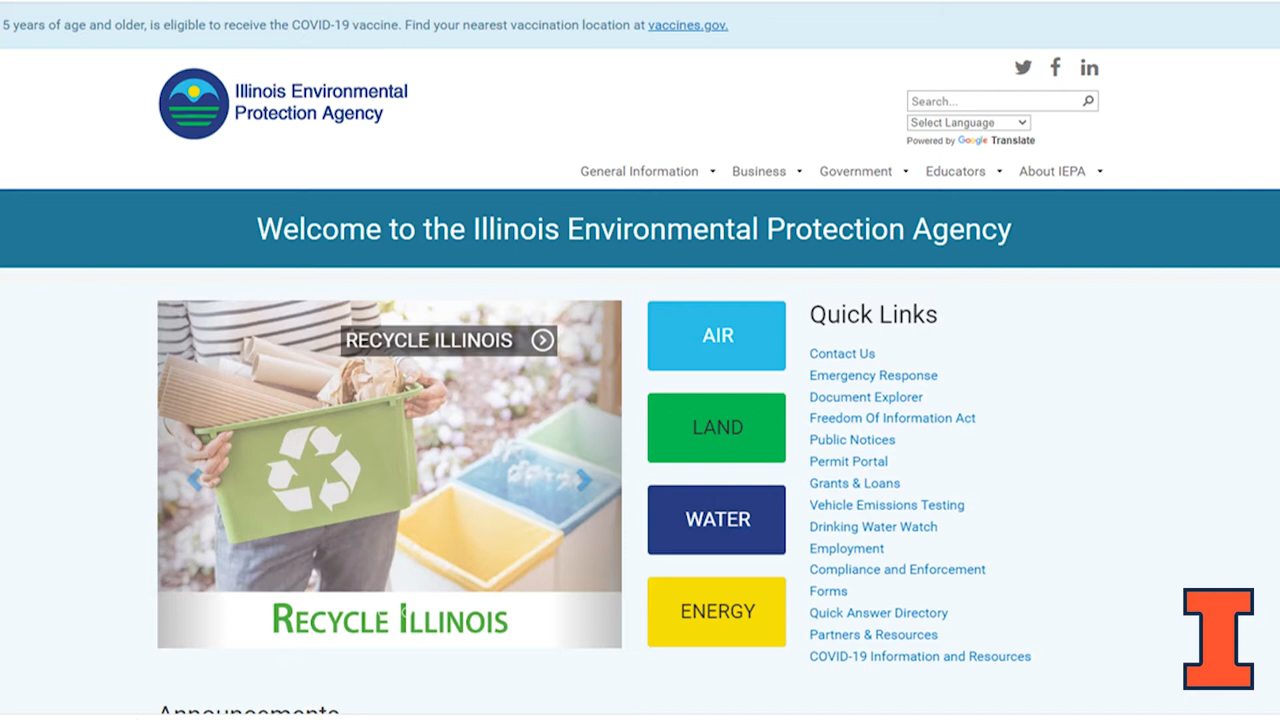 5 years of age and older, is eligible to receive the COVID-19 vaccine. Find your nearest vaccination location at vaccines.gov.
Illinois Environmental
Protection Agency
Search...
Select Language
Powered by Google Translate
General Information
Business
Government
Educators
About IEPA
Welcome to the Illinois Environmental Protection Agency
RECYCLE ILLINOIS
RECYCLE ILLINOIS
AIR
LAND
WATER
ENERGY
Quick Links
Contact Us
Emergency Response
Document Explorer
Freedom Of Information Act
Public Notices
Permit Portal
Grants & Loans
Vehicle Emissions Testing
Drinking Water Watch
Employment
Compliance and Enforcement
Forms
Quick Answer Directory
Partners & Resources
COVID-19 Information and Resources
Announcements
I